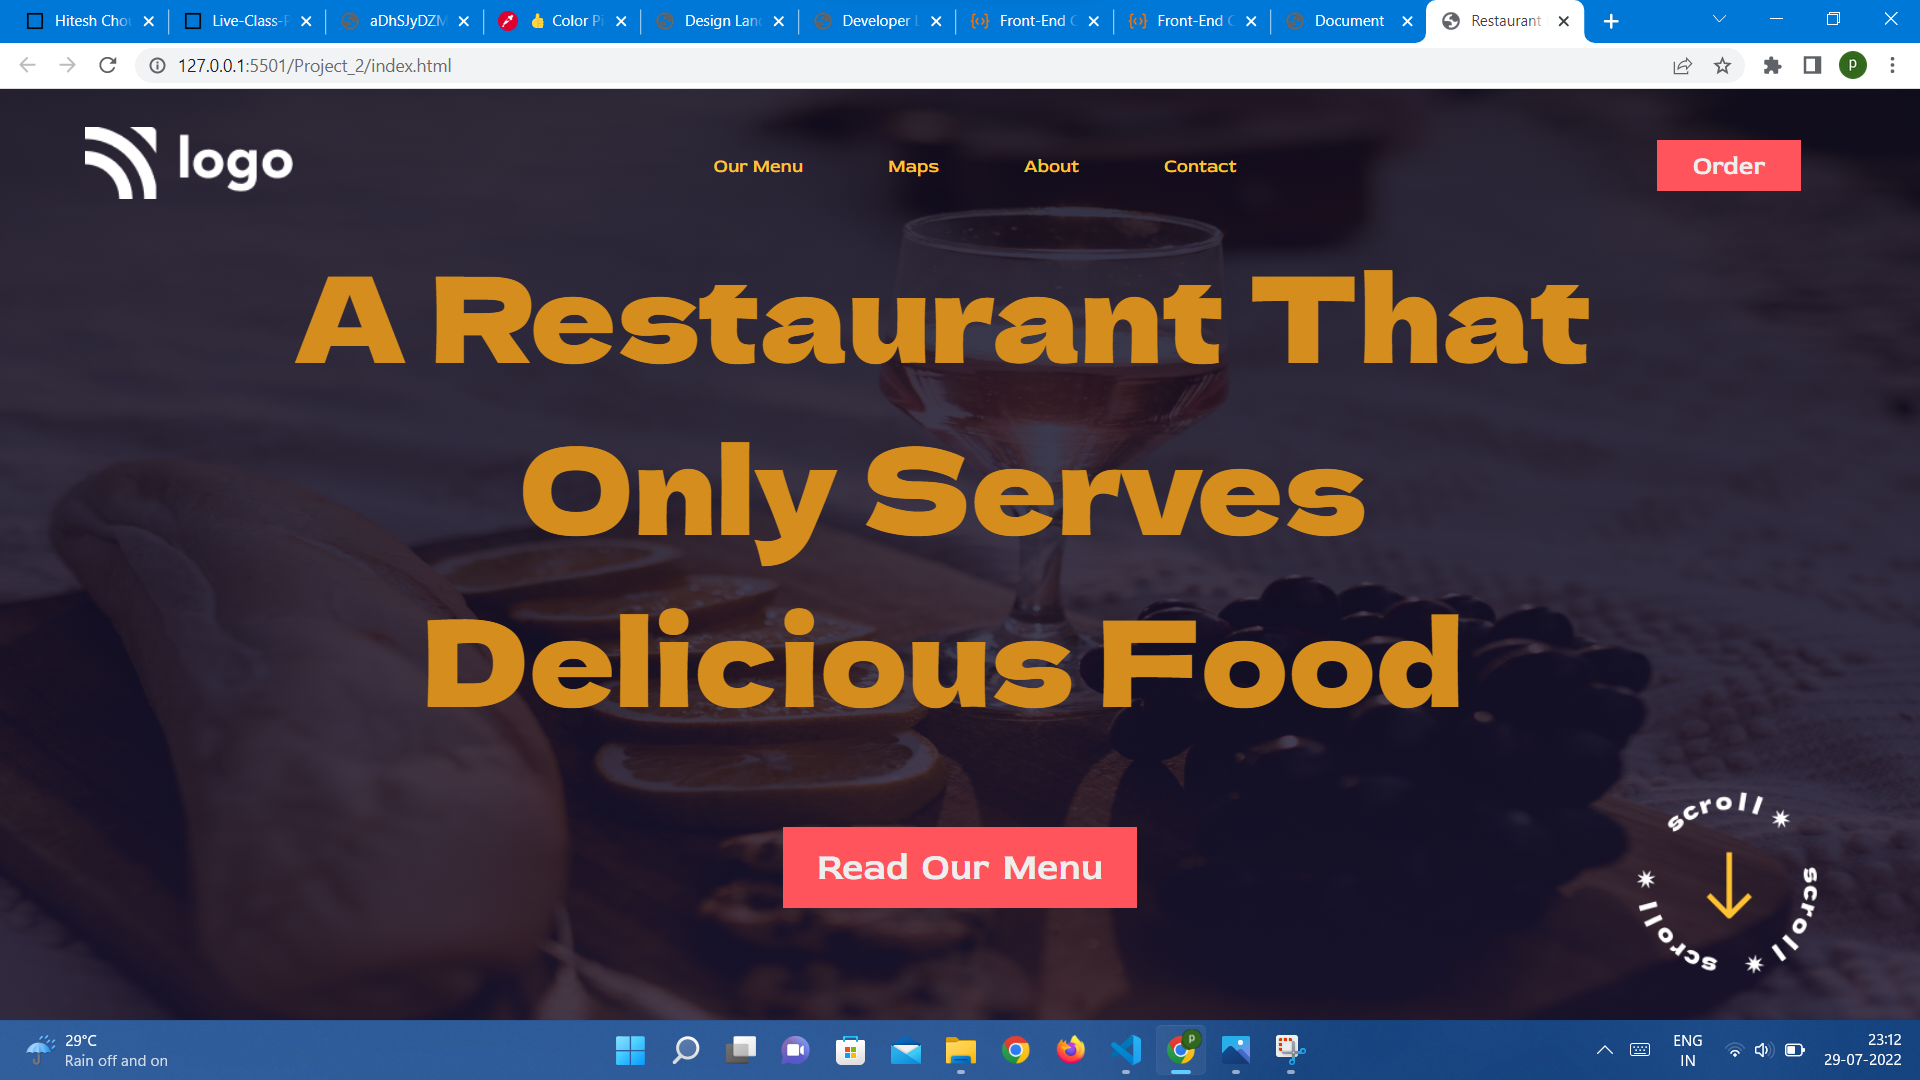 Hitesh Chou
Live-Class-P
aDhSJyDZM
Color Pi
Design Lan
Developer L
Front-End C
Front-End C
Document
Restaurant
127.0.0.1:5501/Project_2/index.html
p
logo
Our Menu
Maps
About
Contact
Order
A Restaurant That
Only Serves
Delicious Food
Read Our Menu
scroll
scroll
scroll
29°C
Rain off and on
p
ENG
IN
23:12
29-07-2022